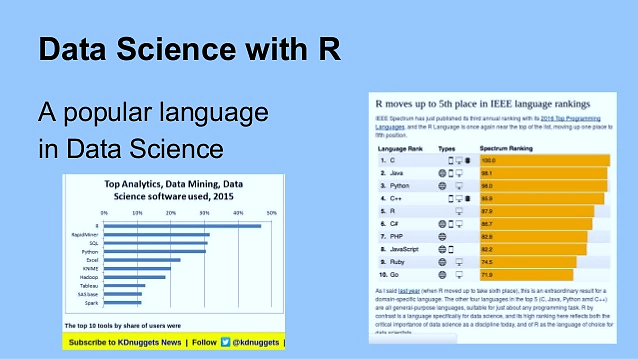 Data Science with R
A popular language
in Data Science
Top Analytics, Data Mining, Data
Science software used, 2015
0% 10% 20% 30% 40% 50%
R
RapidMiner
SQL
Python
Excel
KNIME
Hadoop
Tableau
SAS base
Spark
The top 10 tools by share of users were
Subscribe to KDnuggets News | Follow @kdnuggets |
R moves up to 5th place in IEEE language rankings
IEEE Spectrum has just published its third annual ranking with its 2016 Top Programming
Languages, and the R Language is once again near the top of the list, moving up one place to
fifth position.
Language Rank Types Spectrum Ranking
1. C 100.0
2. Java 98.1
3. Python 98.0
4. C++ 95.9
5. R 87.9
6. C# 86.7
7. PHP 82.8
8. JavaScript 82.2
9. Ruby 74.5
10. Go 71.9
As I said last year (when R moved up to take sixth place), this is an extraordinary result for a
domain-specific language. The other four languages in the top 5 (C, Java, Python and C++)
are all general-purpose languages, suitable for just about any programming task. R by
contrast is a language specifically for data science, and its high ranking here reflects both the
critical importance of data science as a discipline today, and of R as the language of choice for
data scientists.